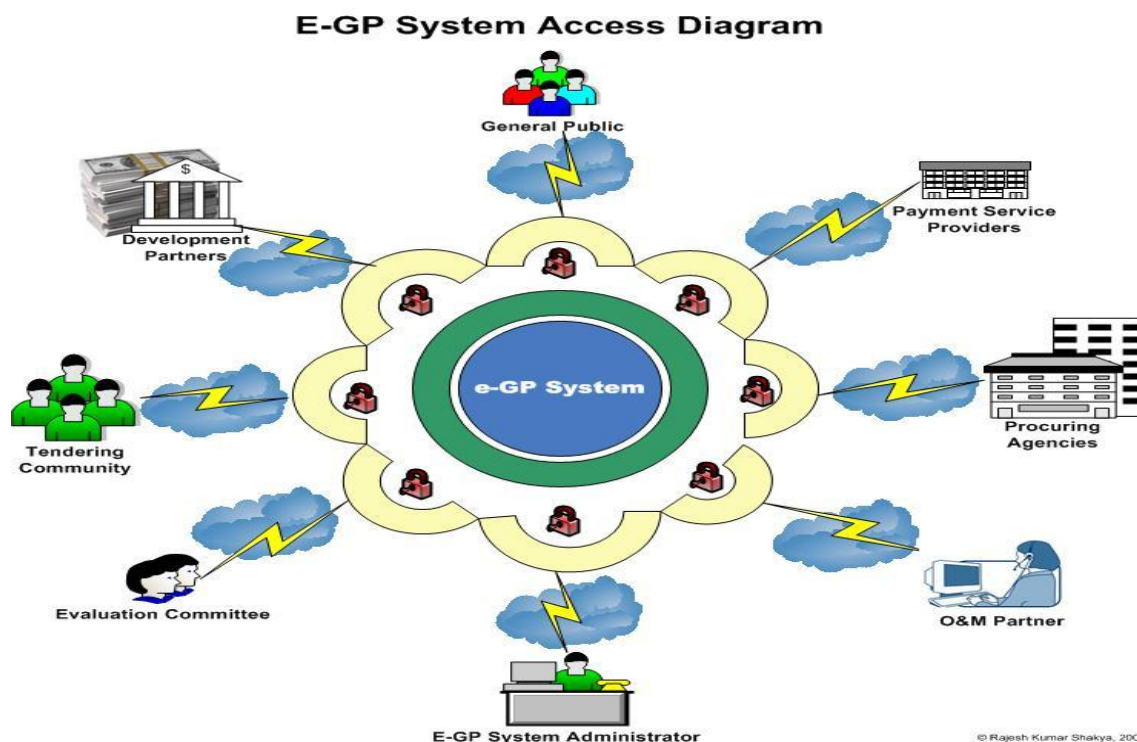 E-GP System Access Diagram
General Public
Payment Service
Providers
$
Development
Partners
e-GP System
Procuring
Agencies
Tendering
Community
Evaluation Committee
O&M Partner
E-GP System Administrator
© Rajesh Kumar Shakya, 200